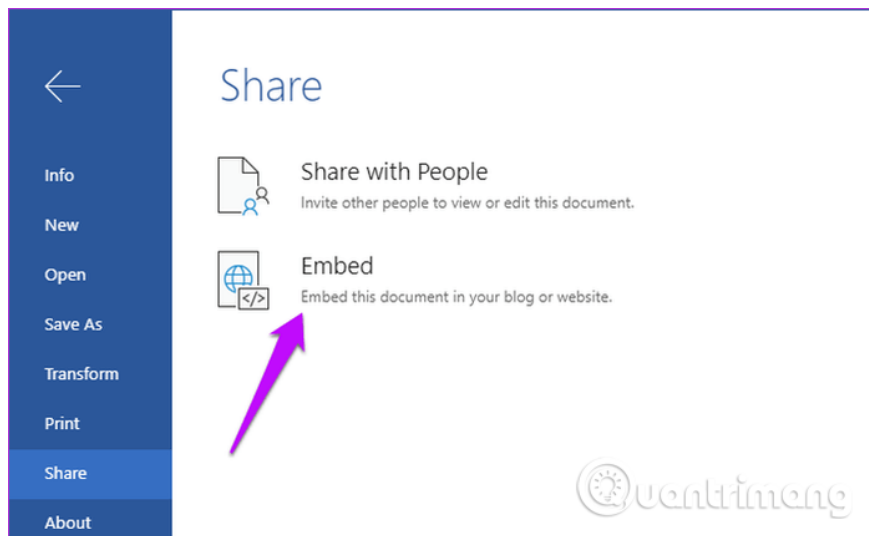 Share
Share with People
Invite other people to view or edit this document.
Embed
Embed this document in your blog or website.
</>
Info
New
Open
Save As
Transform
Print
Share
About
Quantrimang